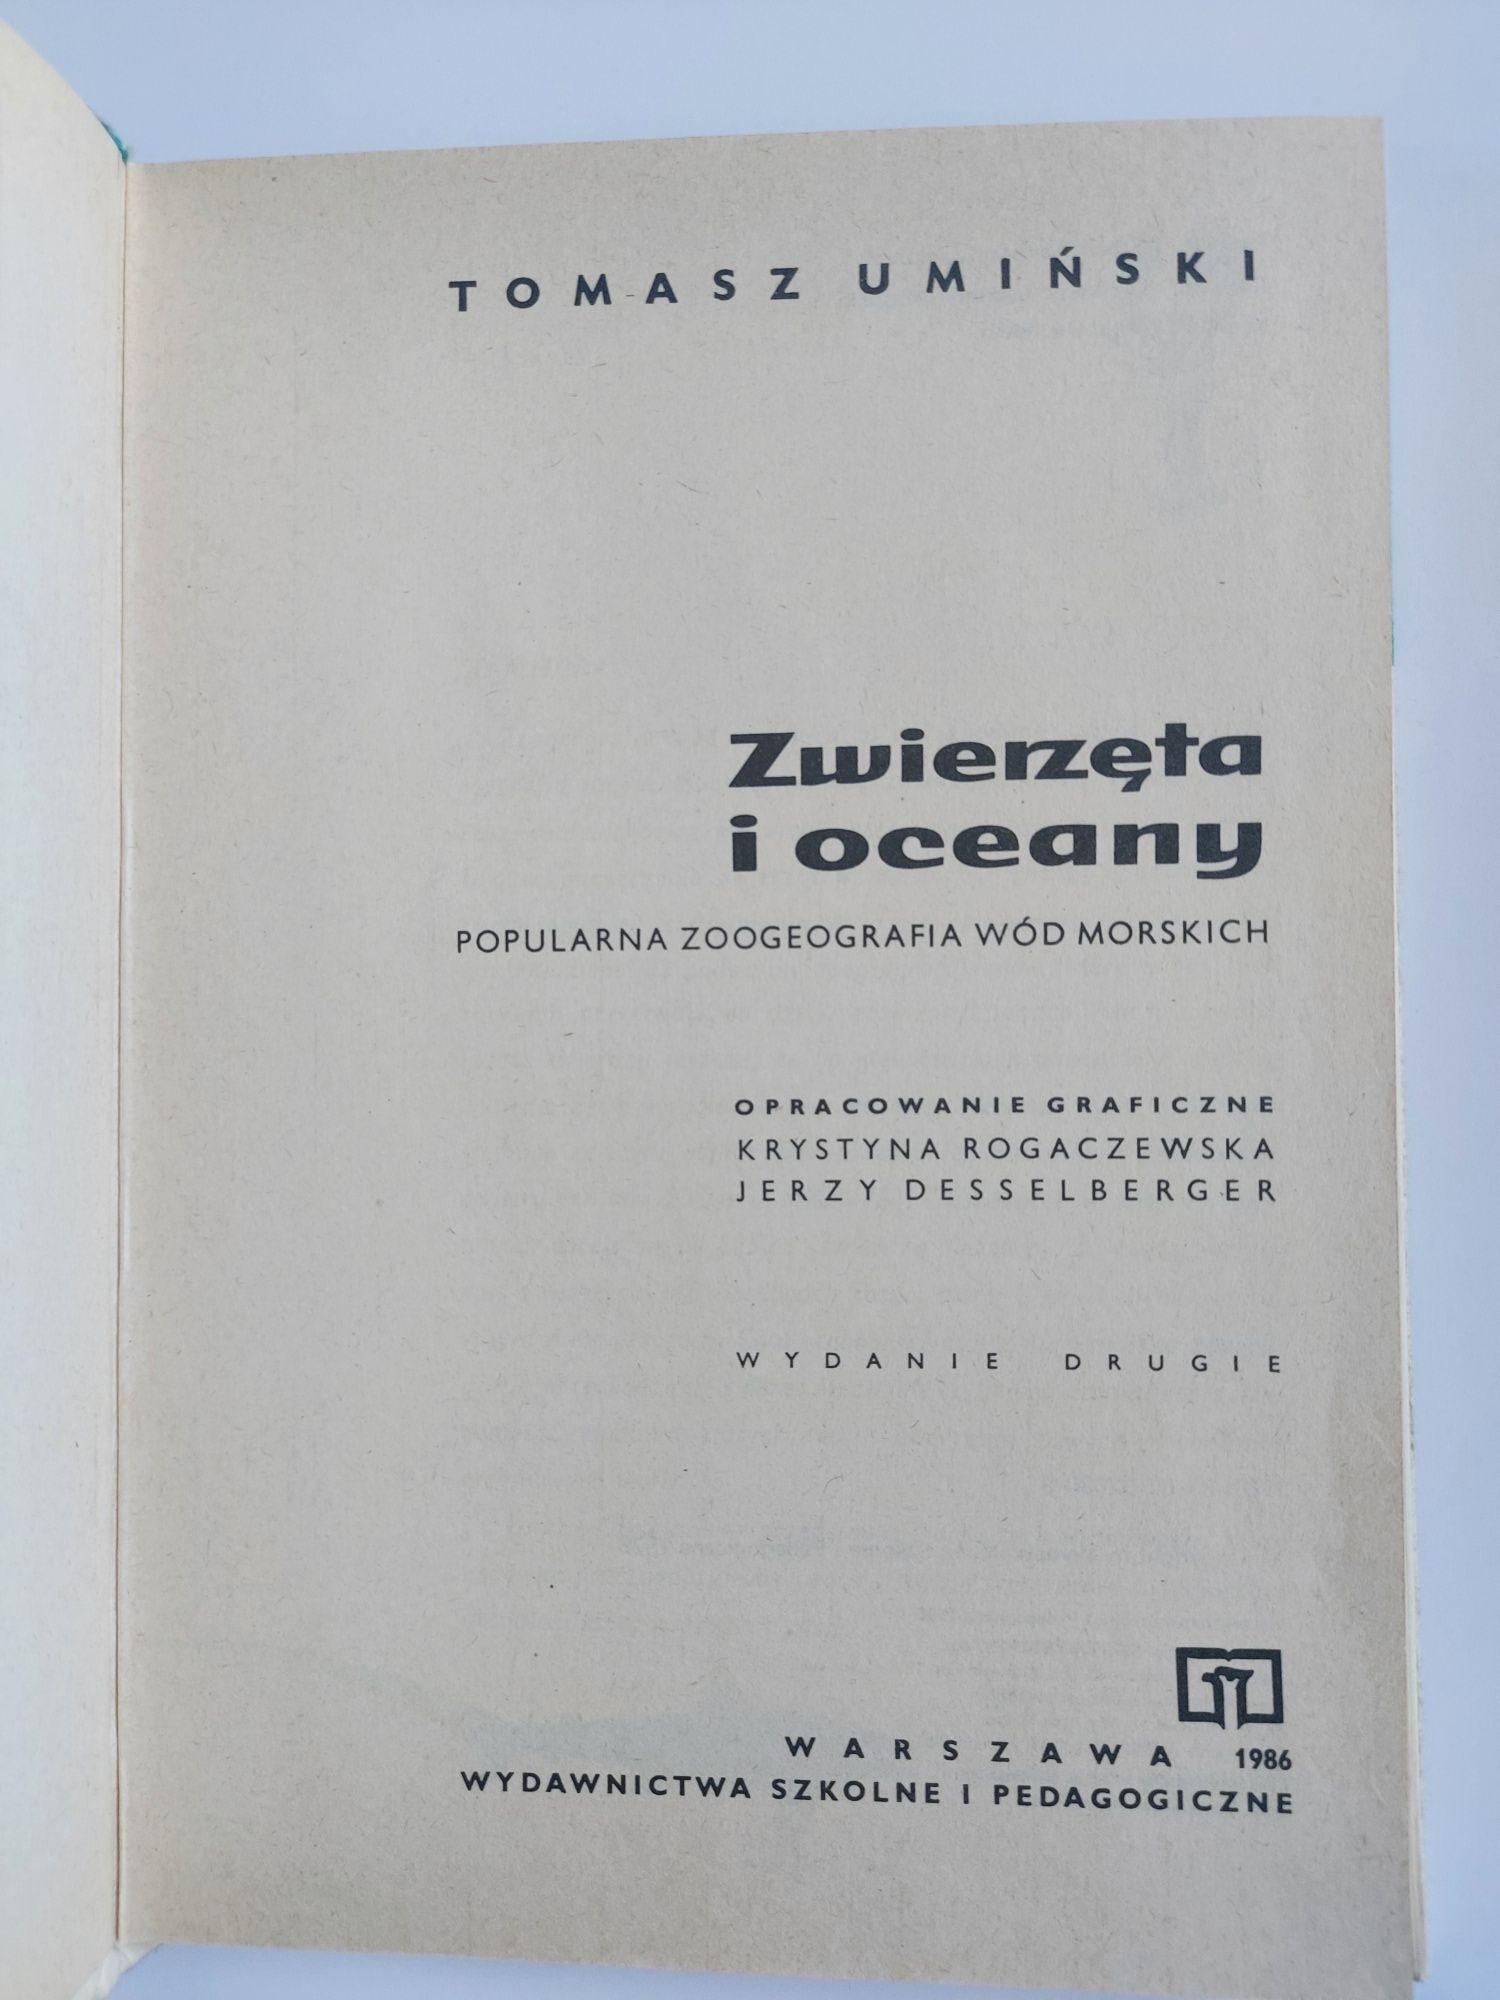 TOMASZ UMIŃSKI
Zwierzęta
i oceany
POPULARNA ZOOGEOGRAFIA WÓD MORSKICH
OPRACOWANIE GRAFICZNE
KRYSTYNA ROGACZEWSKA
JERZY DESSELBERGER
WYDANIE DRUGIE
WARSZAWA 1986
WYDAWNICTWA SZKOLNE I PEDAGOGICZNE